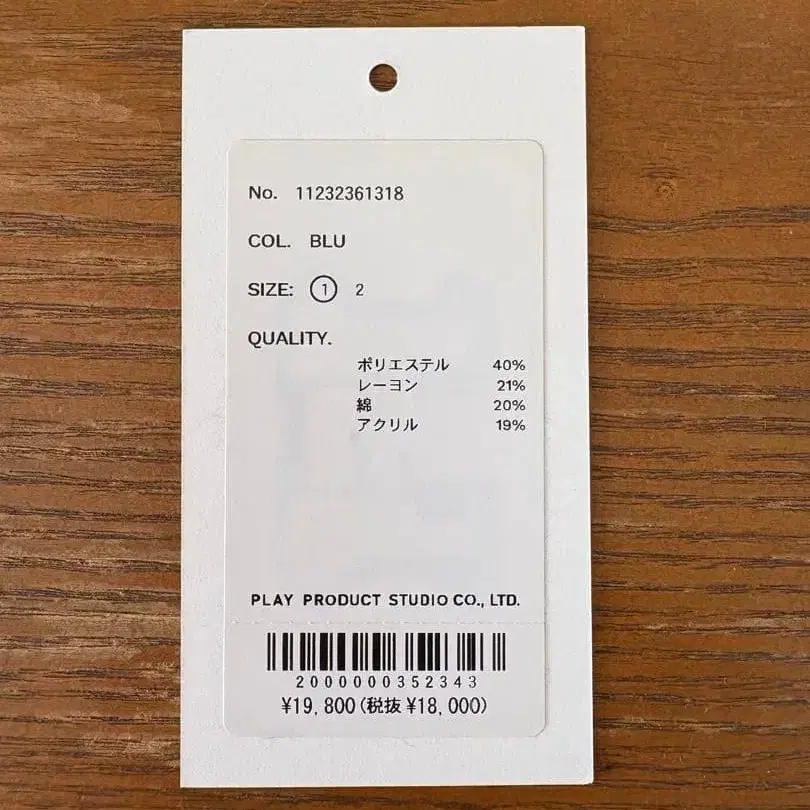 No. 11232361318
COL. BLU
SIZE: ① 2
QUALITY.
ポリエステル 40%
レーヨン 21%
綿 20%
アクリル 19%
PLAY PRODUCT STUDIO CO., LTD.
2000000352343
¥19,800(税抜¥18,000)